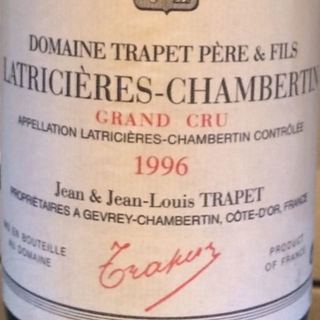 DOMAINE TRAPET PÈRE & FILS
LATRICIÈRES-CHAMBERTIN
GRAND CRU
APPELLATION LATRICIÈRES-CHAMBERTIN CONTRÔLÉE
1996
Jean & Jean-Louis TRAPET
PROPRIÉTAIRES A GEVREY-CHAMBERTIN, CÔTE-D'OR, FRANCE
MIS EN BOUTEILLE
AU DOMAINE
Trapet
PRODUCT
OF FRANCE